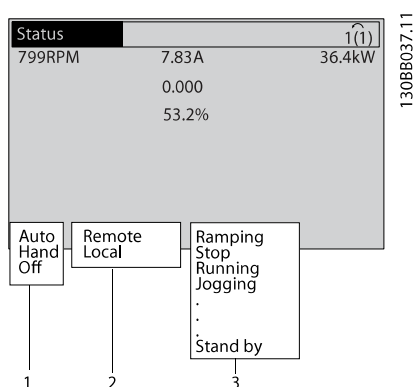 Status
1(1)
799RPM 7.83A 36.4kW
0.000
53.2%
Auto
Hand
Off
Remote
Local
Ramping
Stop
Running
Jogging
.
.
.
Stand by
1 2 3
130BB037.11